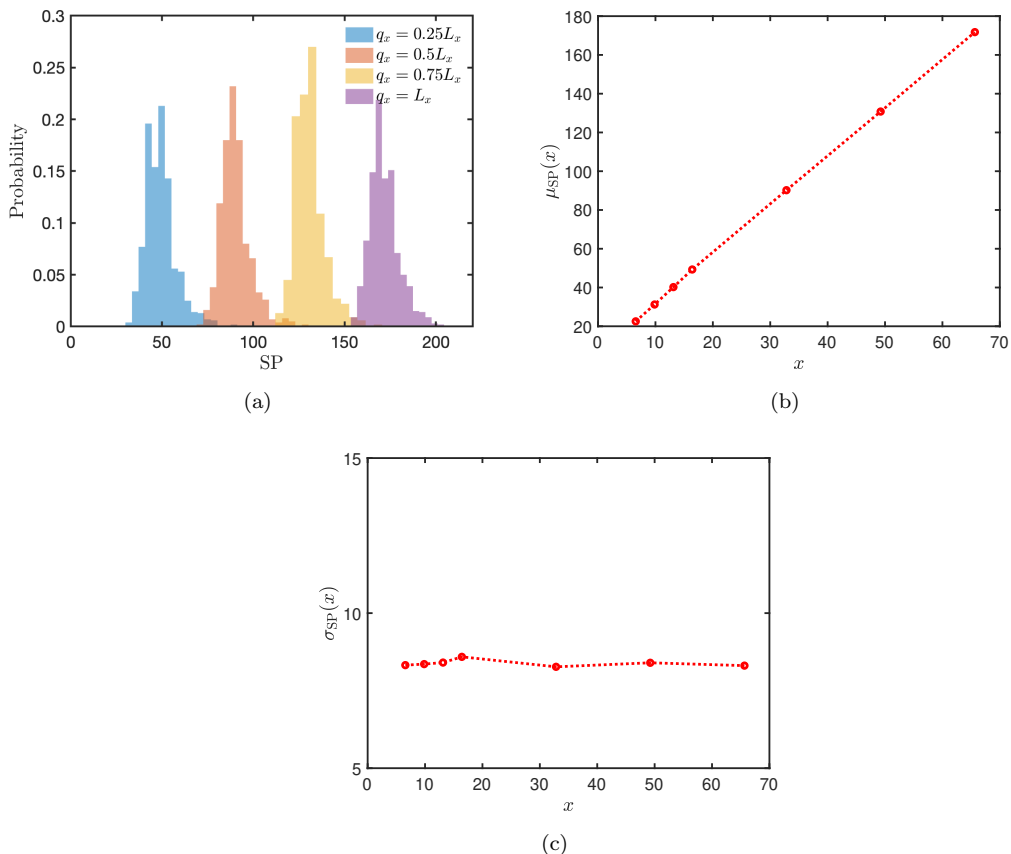 0.3
0.25
0.2
0.15
0.1
0.05
0
Probability
0 50 100 150 200
SP
q_x = 0.25L_x
q_x = 0.5L_x
q_x = 0.75L_x
q_x = L_x
(a)
180
160
140
120
100
80
60
40
20
μ_SP(x)
0 10 20 30 40 50 60 70
x
(b)
15
10
5
σ_SP(x)
0 10 20 30 40 50 60 70
x
(c)